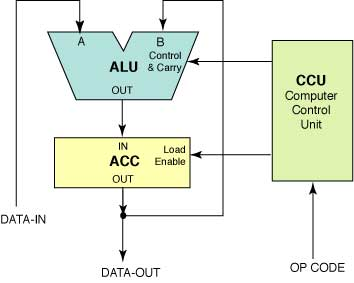 A
B
ALU
Control
& Carry
OUT
CCU
Computer
Control
Unit
IN
Load
Enable
ACC
OUT
DATA-IN
DATA-OUT
OP CODE